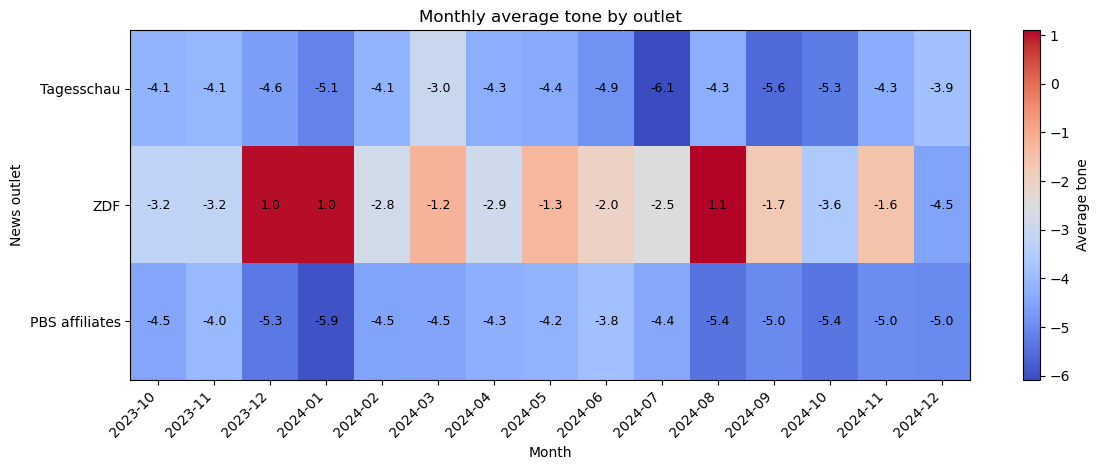 Monthly average tone by outlet
News outlet
Tagesschau -4.1 -4.1 -4.6 -5.1 -4.1 -3.0 -4.3 -4.4 -4.9 -6.1 -4.3 -5.6 -5.3 -4.3 -3.9
ZDF -3.2 -3.2 1.0 1.0 -2.8 -1.2 -2.9 -1.3 -2.0 -2.5 1.1 -1.7 -3.6 -1.6 -4.5
PBS affiliates -4.5 -4.0 -5.3 -5.9 -4.5 -4.5 -4.3 -4.2 -3.8 -4.4 -5.4 -5.0 -5.4 -5.0 -5.0
2023-10 2023-11 2023-12 2024-01 2024-02 2024-03 2024-04 2024-05 2024-06 2024-07 2024-08 2024-09 2024-10 2024-11 2024-12
Month
1
0
−1
−2
−3
−4
−5
−6
Average tone